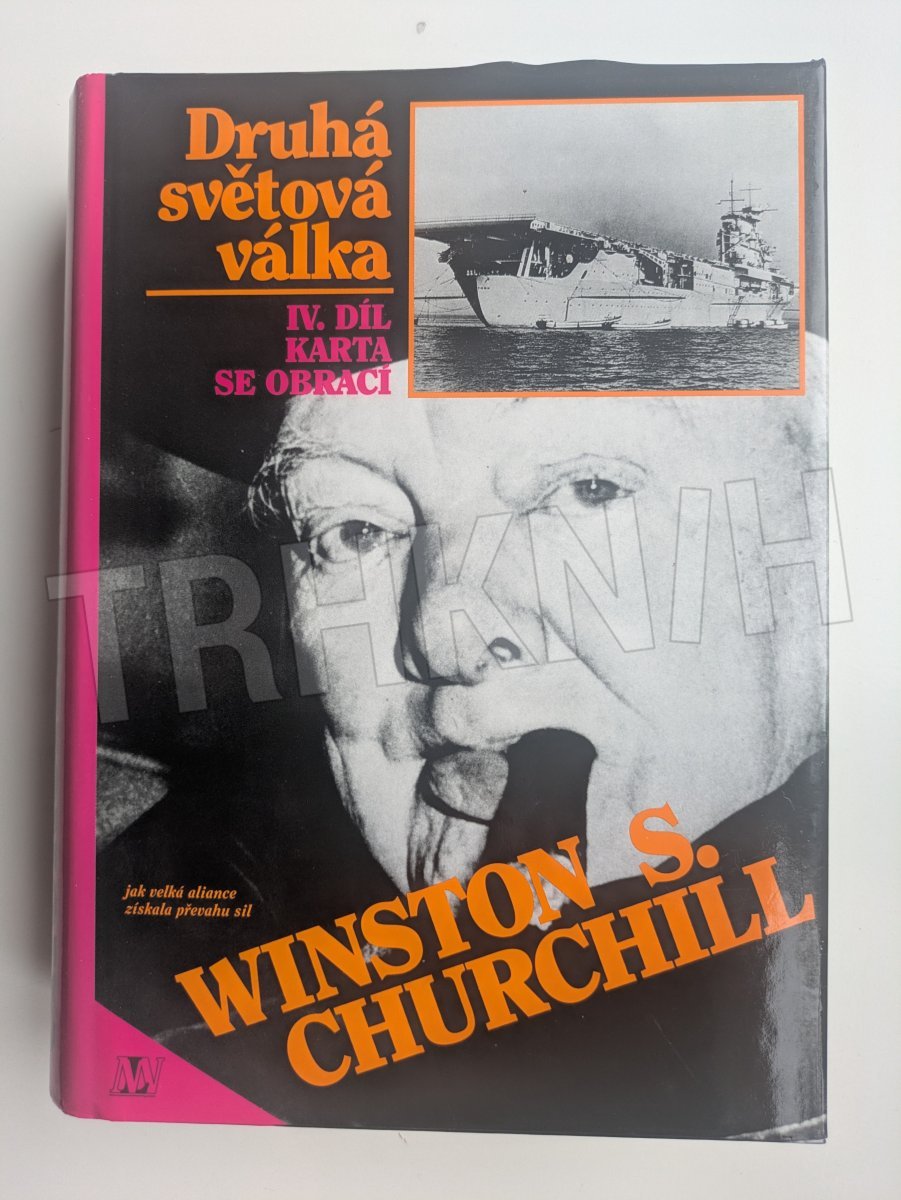 Druhá
světová
válka
IV. DÍL
KARTA
SE OBRACÍ
TRHKNIH
jak velká aliance
získala převahu sil
WINSTON S.
CHURCHILL